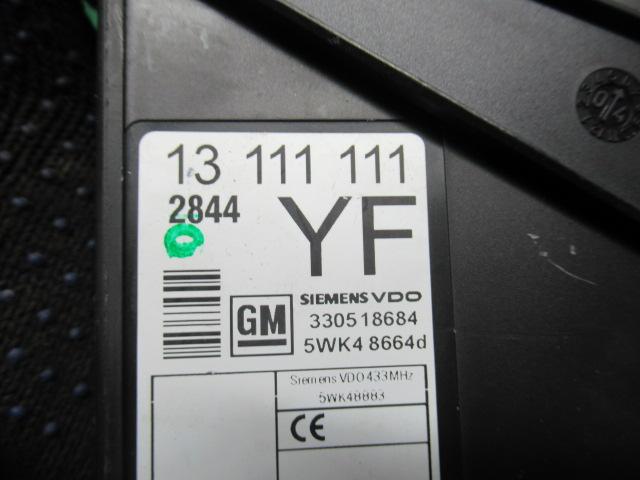 13 111 111
2844
YF
GM
SIEMENS VDO
330518684
5WK4 8664d
Siemens VDO 433MHz
5WK48883
CE